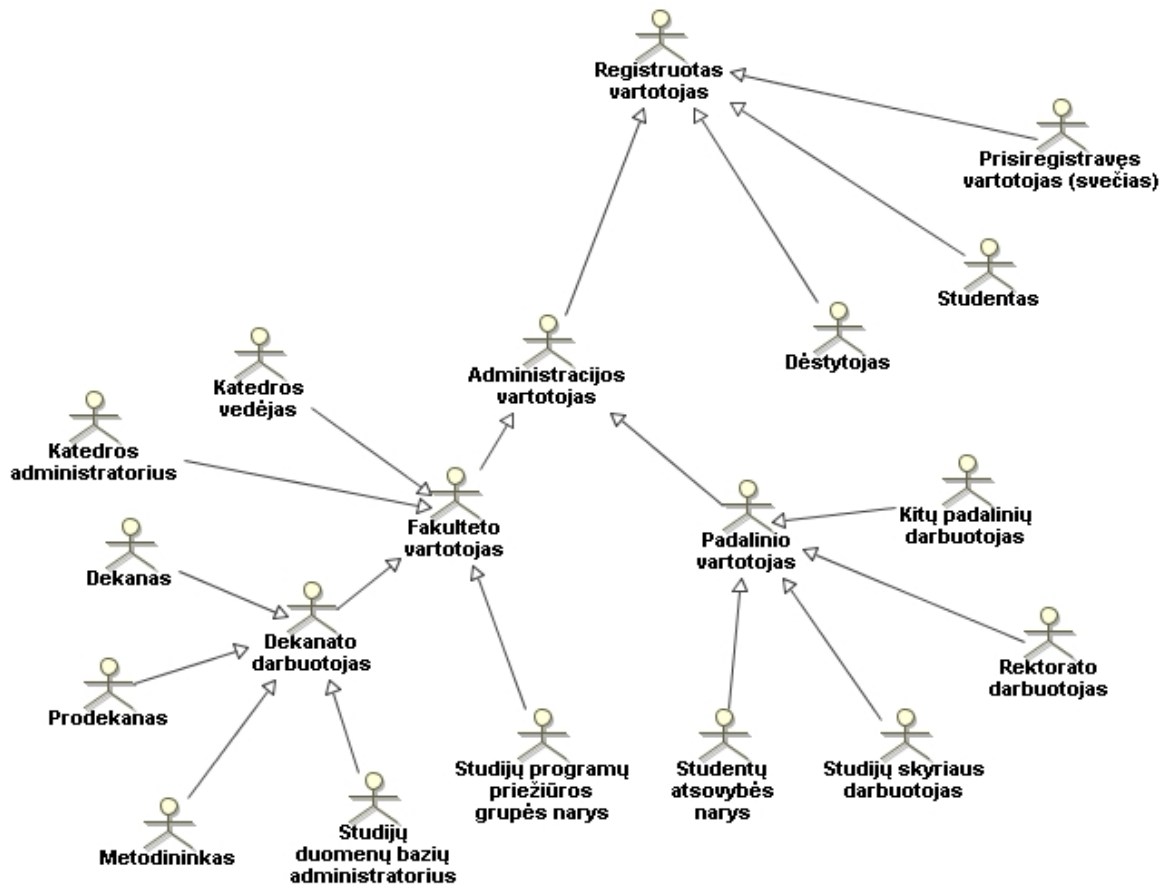 Registruotas
vartotojas
Prisiregistravęs
vartotojas (svečias)
Studentas
Dėstytojas
Administracijos
vartotojas
Katedros
vedėjas
Katedros
administratorius
Fakulteto
vartotojas
Padalinio
vartotojas
Kitų padalinių
darbuotojas
Dekanas
Dekanato
darbuotojas
Rektorato
darbuotojas
Prodekanas
Studijų programų
priežiūros
grupės narys
Studentų
atsovybės
narys
Studijų skyriaus
darbuotojas
Metodininkas
Studijų
duomenų bazių
administratorius